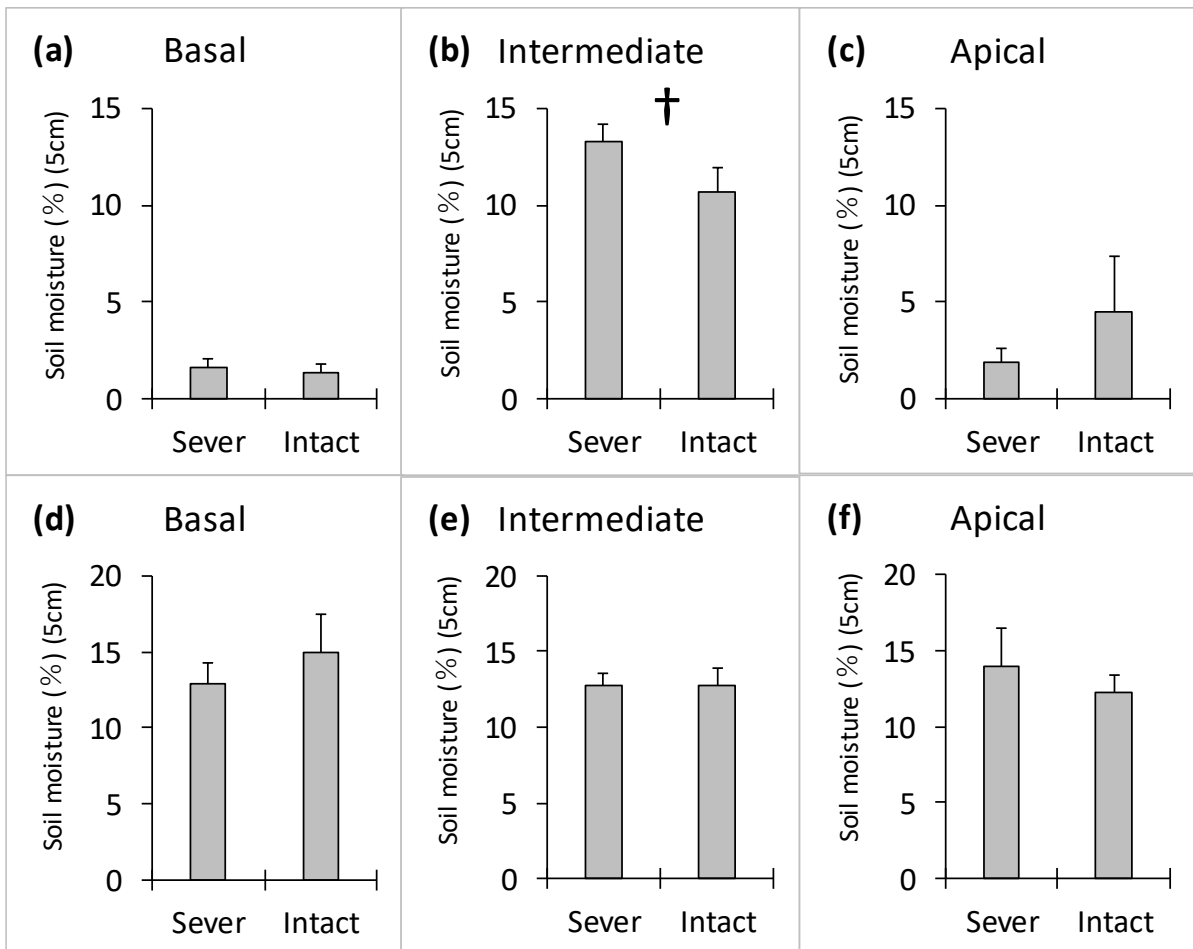 (a) Basal
Soil moisture (%) (5cm)
15
10
5
0
Sever Intact
(b) Intermediate
†
Soil moisture (%) (5cm)
15
10
5
0
Sever Intact
(c) Apical
Soil moisture (%) (5cm)
15
10
5
0
Sever Intact
(d) Basal
Soil moisture (%) (5cm)
20
15
10
5
0
Sever Intact
(e) Intermediate
Soil moisture (%) (5cm)
20
15
10
5
0
Sever Intact
(f) Apical
Soil moisture (%) (5cm)
20
15
10
5
0
Sever Intact